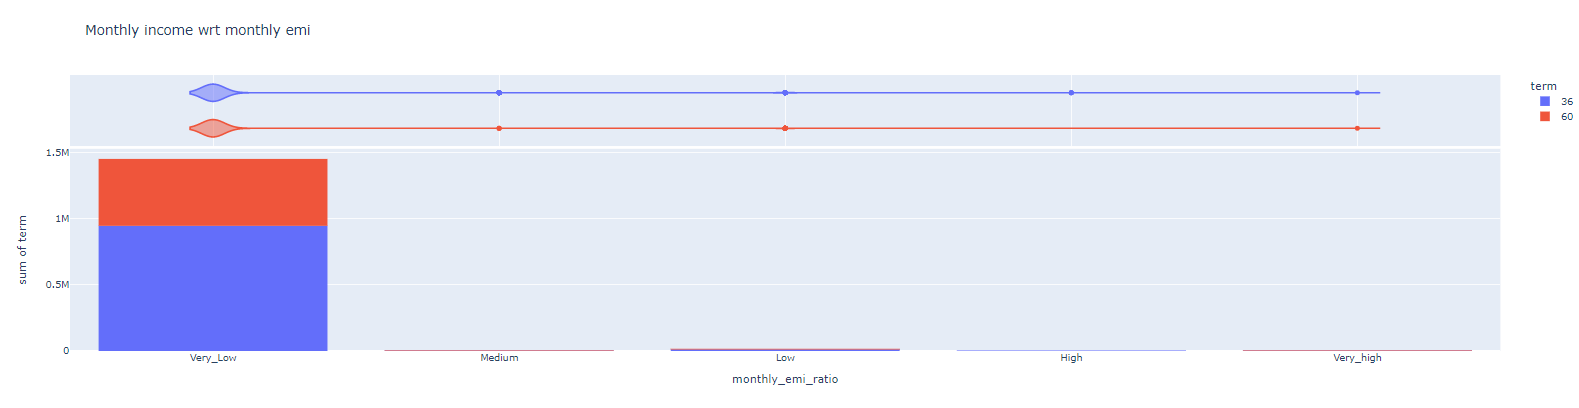 Monthly income wrt monthly emi
term
36
60
sum of term
1.5M
1M
0.5M
0
Very_Low
Medium
Low
High
Very_high
monthly_emi_ratio